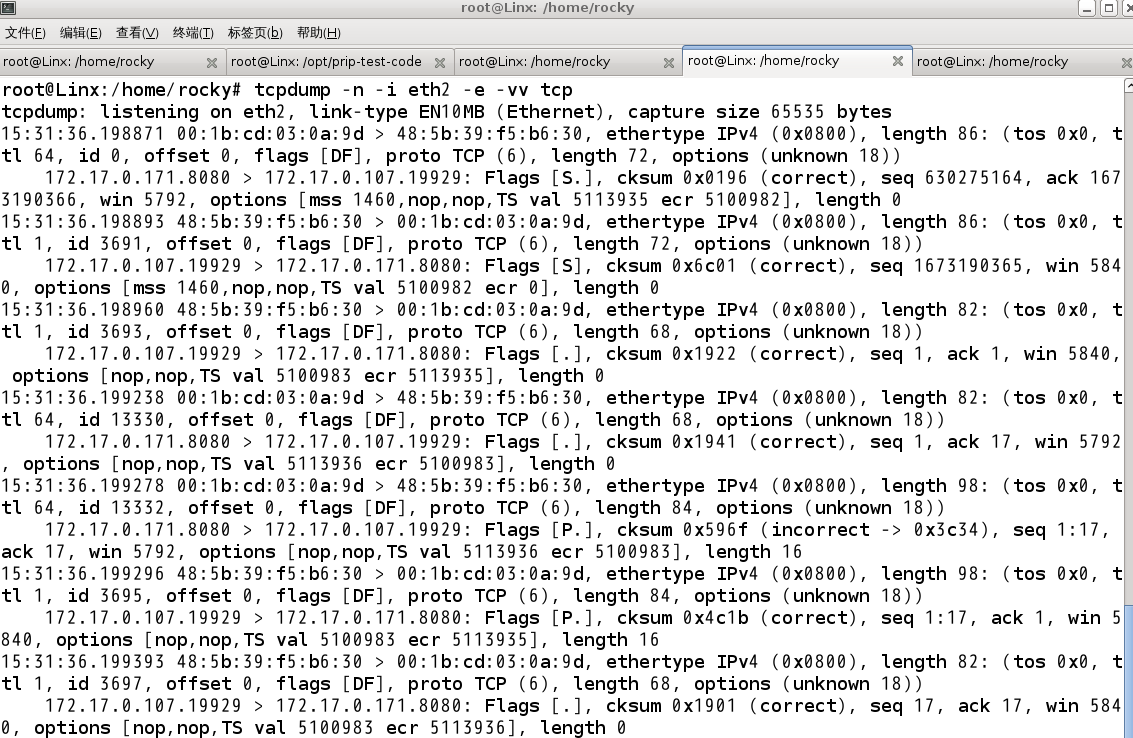 root@Linx: /home/rocky
文件(F) 编辑(E) 查看(V) 终端(T) 标签页(b) 帮助(H)
root@Linx: /home/rocky root@Linx: /opt/prip-test-code root@Linx: /home/rocky root@Linx: /home/rocky root@Linx: /home/rocky
root@Linx:/home/rocky# tcpdump -n -i eth2 -e -vv tcp
tcpdump: listening on eth2, link-type EN10MB (Ethernet), capture size 65535 bytes
15:31:36.198871 00:1b:cd:03:0a:9d > 48:5b:39:f5:b6:30, ethertype IPv4 (0x0800), length 86: (tos 0x0, t
tl 64, id 0, offset 0, flags [DF], proto TCP (6), length 72, options (unknown 18))
    172.17.0.171.8080 > 172.17.0.107.19929: Flags [S.], cksum 0x0196 (correct), seq 630275164, ack 167
3190366, win 5792, options [mss 1460,nop,nop,TS val 5113935 ecr 5100982], length 0
15:31:36.198893 48:5b:39:f5:b6:30 > 00:1b:cd:03:0a:9d, ethertype IPv4 (0x0800), length 86: (tos 0x0, t
tl 1, id 3691, offset 0, flags [DF], proto TCP (6), length 72, options (unknown 18))
    172.17.0.107.19929 > 172.17.0.171.8080: Flags [S], cksum 0x6c01 (correct), seq 1673190365, win 584
0, options [mss 1460,nop,nop,TS val 5100982 ecr 0], length 0
15:31:36.198960 48:5b:39:f5:b6:30 > 00:1b:cd:03:0a:9d, ethertype IPv4 (0x0800), length 82: (tos 0x0, t
tl 1, id 3693, offset 0, flags [DF], proto TCP (6), length 68, options (unknown 18))
    172.17.0.107.19929 > 172.17.0.171.8080: Flags [.], cksum 0x1922 (correct), seq 1, ack 1, win 5840,
 options [nop,nop,TS val 5100983 ecr 5113935], length 0
15:31:36.199238 00:1b:cd:03:0a:9d > 48:5b:39:f5:b6:30, ethertype IPv4 (0x0800), length 82: (tos 0x0, t
tl 64, id 13330, offset 0, flags [DF], proto TCP (6), length 68, options (unknown 18))
    172.17.0.171.8080 > 172.17.0.107.19929: Flags [.], cksum 0x1941 (correct), seq 1, ack 17, win 5792
, options [nop,nop,TS val 5113936 ecr 5100983], length 0
15:31:36.199278 00:1b:cd:03:0a:9d > 48:5b:39:f5:b6:30, ethertype IPv4 (0x0800), length 98: (tos 0x0, t
tl 64, id 13332, offset 0, flags [DF], proto TCP (6), length 84, options (unknown 18))
    172.17.0.171.8080 > 172.17.0.107.19929: Flags [P.], cksum 0x596f (incorrect -> 0x3c34), seq 1:17,
ack 17, win 5792, options [nop,nop,TS val 5113936 ecr 5100983], length 16
15:31:36.199296 48:5b:39:f5:b6:30 > 00:1b:cd:03:0a:9d, ethertype IPv4 (0x0800), length 98: (tos 0x0, t
tl 1, id 3695, offset 0, flags [DF], proto TCP (6), length 84, options (unknown 18))
    172.17.0.107.19929 > 172.17.0.171.8080: Flags [P.], cksum 0x4c1b (correct), seq 1:17, ack 1, win 5
840, options [nop,nop,TS val 5100983 ecr 5113935], length 16
15:31:36.199393 48:5b:39:f5:b6:30 > 00:1b:cd:03:0a:9d, ethertype IPv4 (0x0800), length 82: (tos 0x0, t
tl 1, id 3697, offset 0, flags [DF], proto TCP (6), length 68, options (unknown 18))
    172.17.0.107.19929 > 172.17.0.171.8080: Flags [.], cksum 0x1901 (correct), seq 17, ack 17, win 584
0, options [nop,nop,TS val 5100983 ecr 5113936], length 0